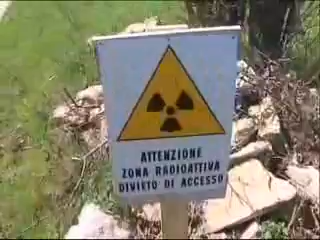 ATTENZIONE
ZONA RADIOATTIVA
DIVIETO DI ACCESSO